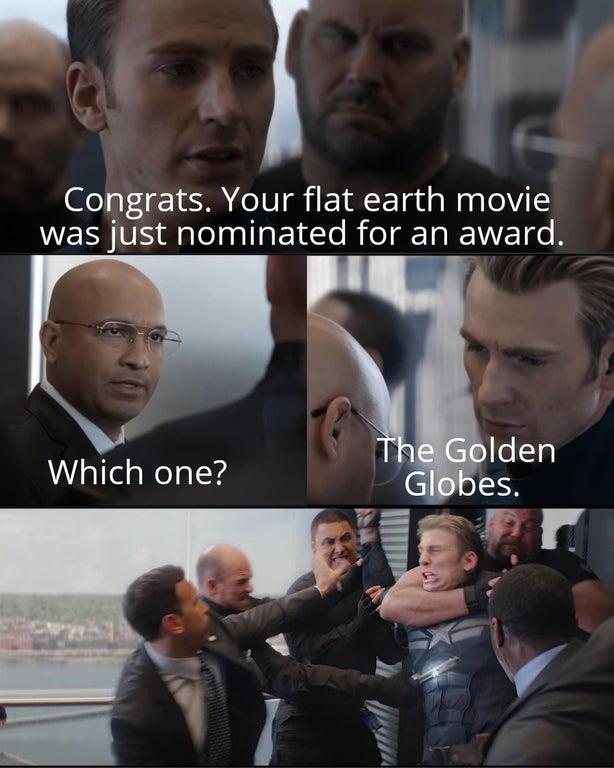 Congrats. Your flat earth movie
was just nominated for an award.
Which one?
The Golden
Globes.